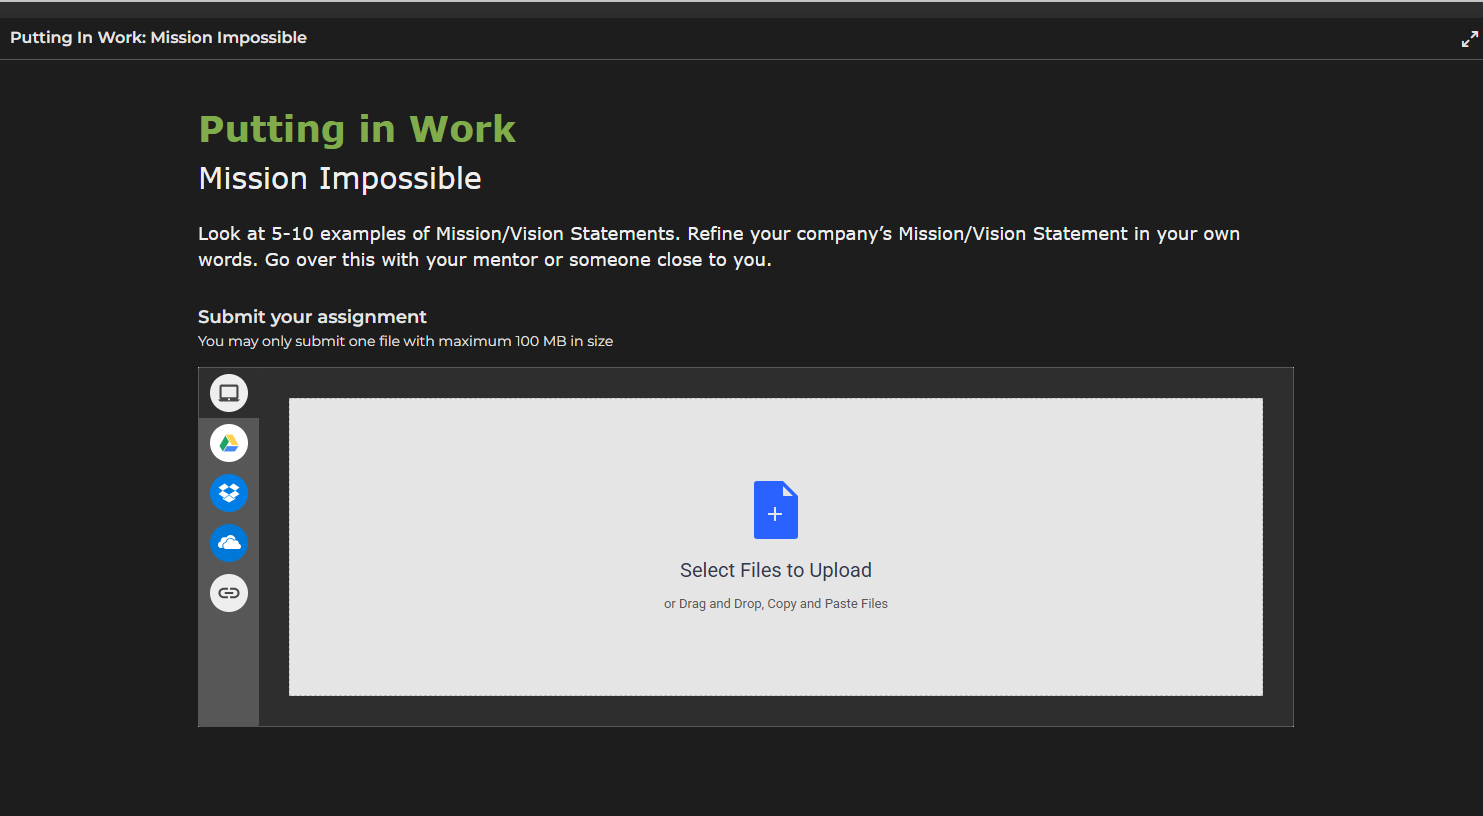 Putting In Work: Mission Impossible
Putting in Work
Mission Impossible
Look at 5-10 examples of Mission/Vision Statements. Refine your company’s Mission/Vision Statement in your own
words. Go over this with your mentor or someone close to you.
Submit your assignment
You may only submit one file with maximum 100 MB in size
Select Files to Upload
or Drag and Drop, Copy and Paste Files